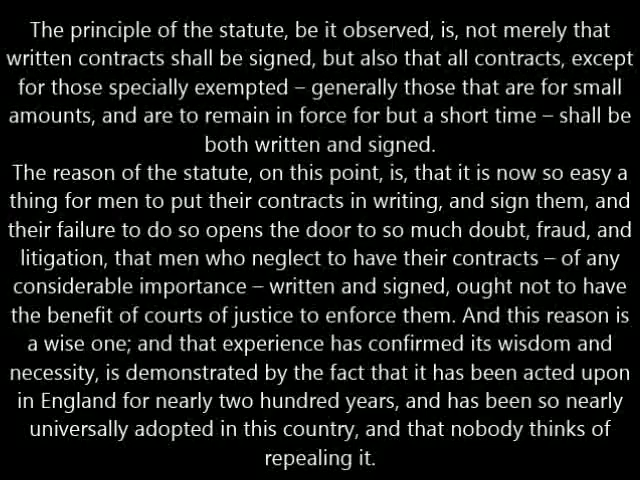 The principle of the statute, be it observed, is, not merely that
written contracts shall be signed, but also that all contracts, except
for those specially exempted – generally those that are for small
amounts, and are to remain in force for but a short time – shall be
both written and signed.
The reason of the statute, on this point, is, that it is now so easy a
thing for men to put their contracts in writing, and sign them, and
their failure to do so opens the door to so much doubt, fraud, and
litigation, that men who neglect to have their contracts – of any
considerable importance – written and signed, ought not to have
the benefit of courts of justice to enforce them. And this reason is
a wise one; and that experience has confirmed its wisdom and
necessity, is demonstrated by the fact that it has been acted upon
in England for nearly two hundred years, and has been so nearly
universally adopted in this country, and that nobody thinks of
repealing it.